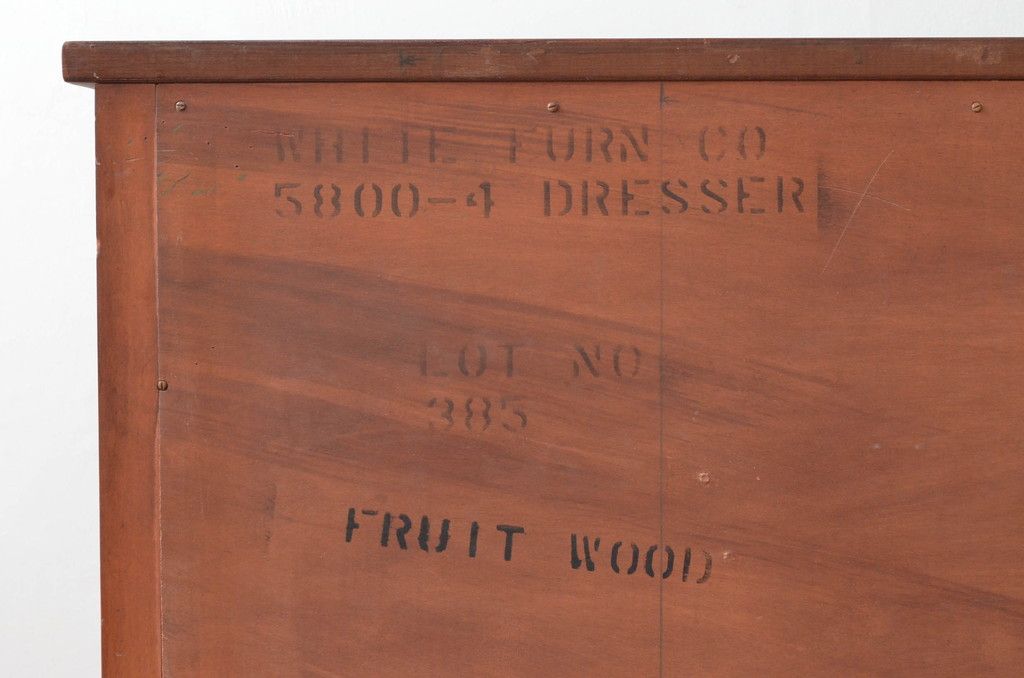 WHITE FURN CO
5800-4 DRESSER
LOT NO
385
FRUIT WOOD